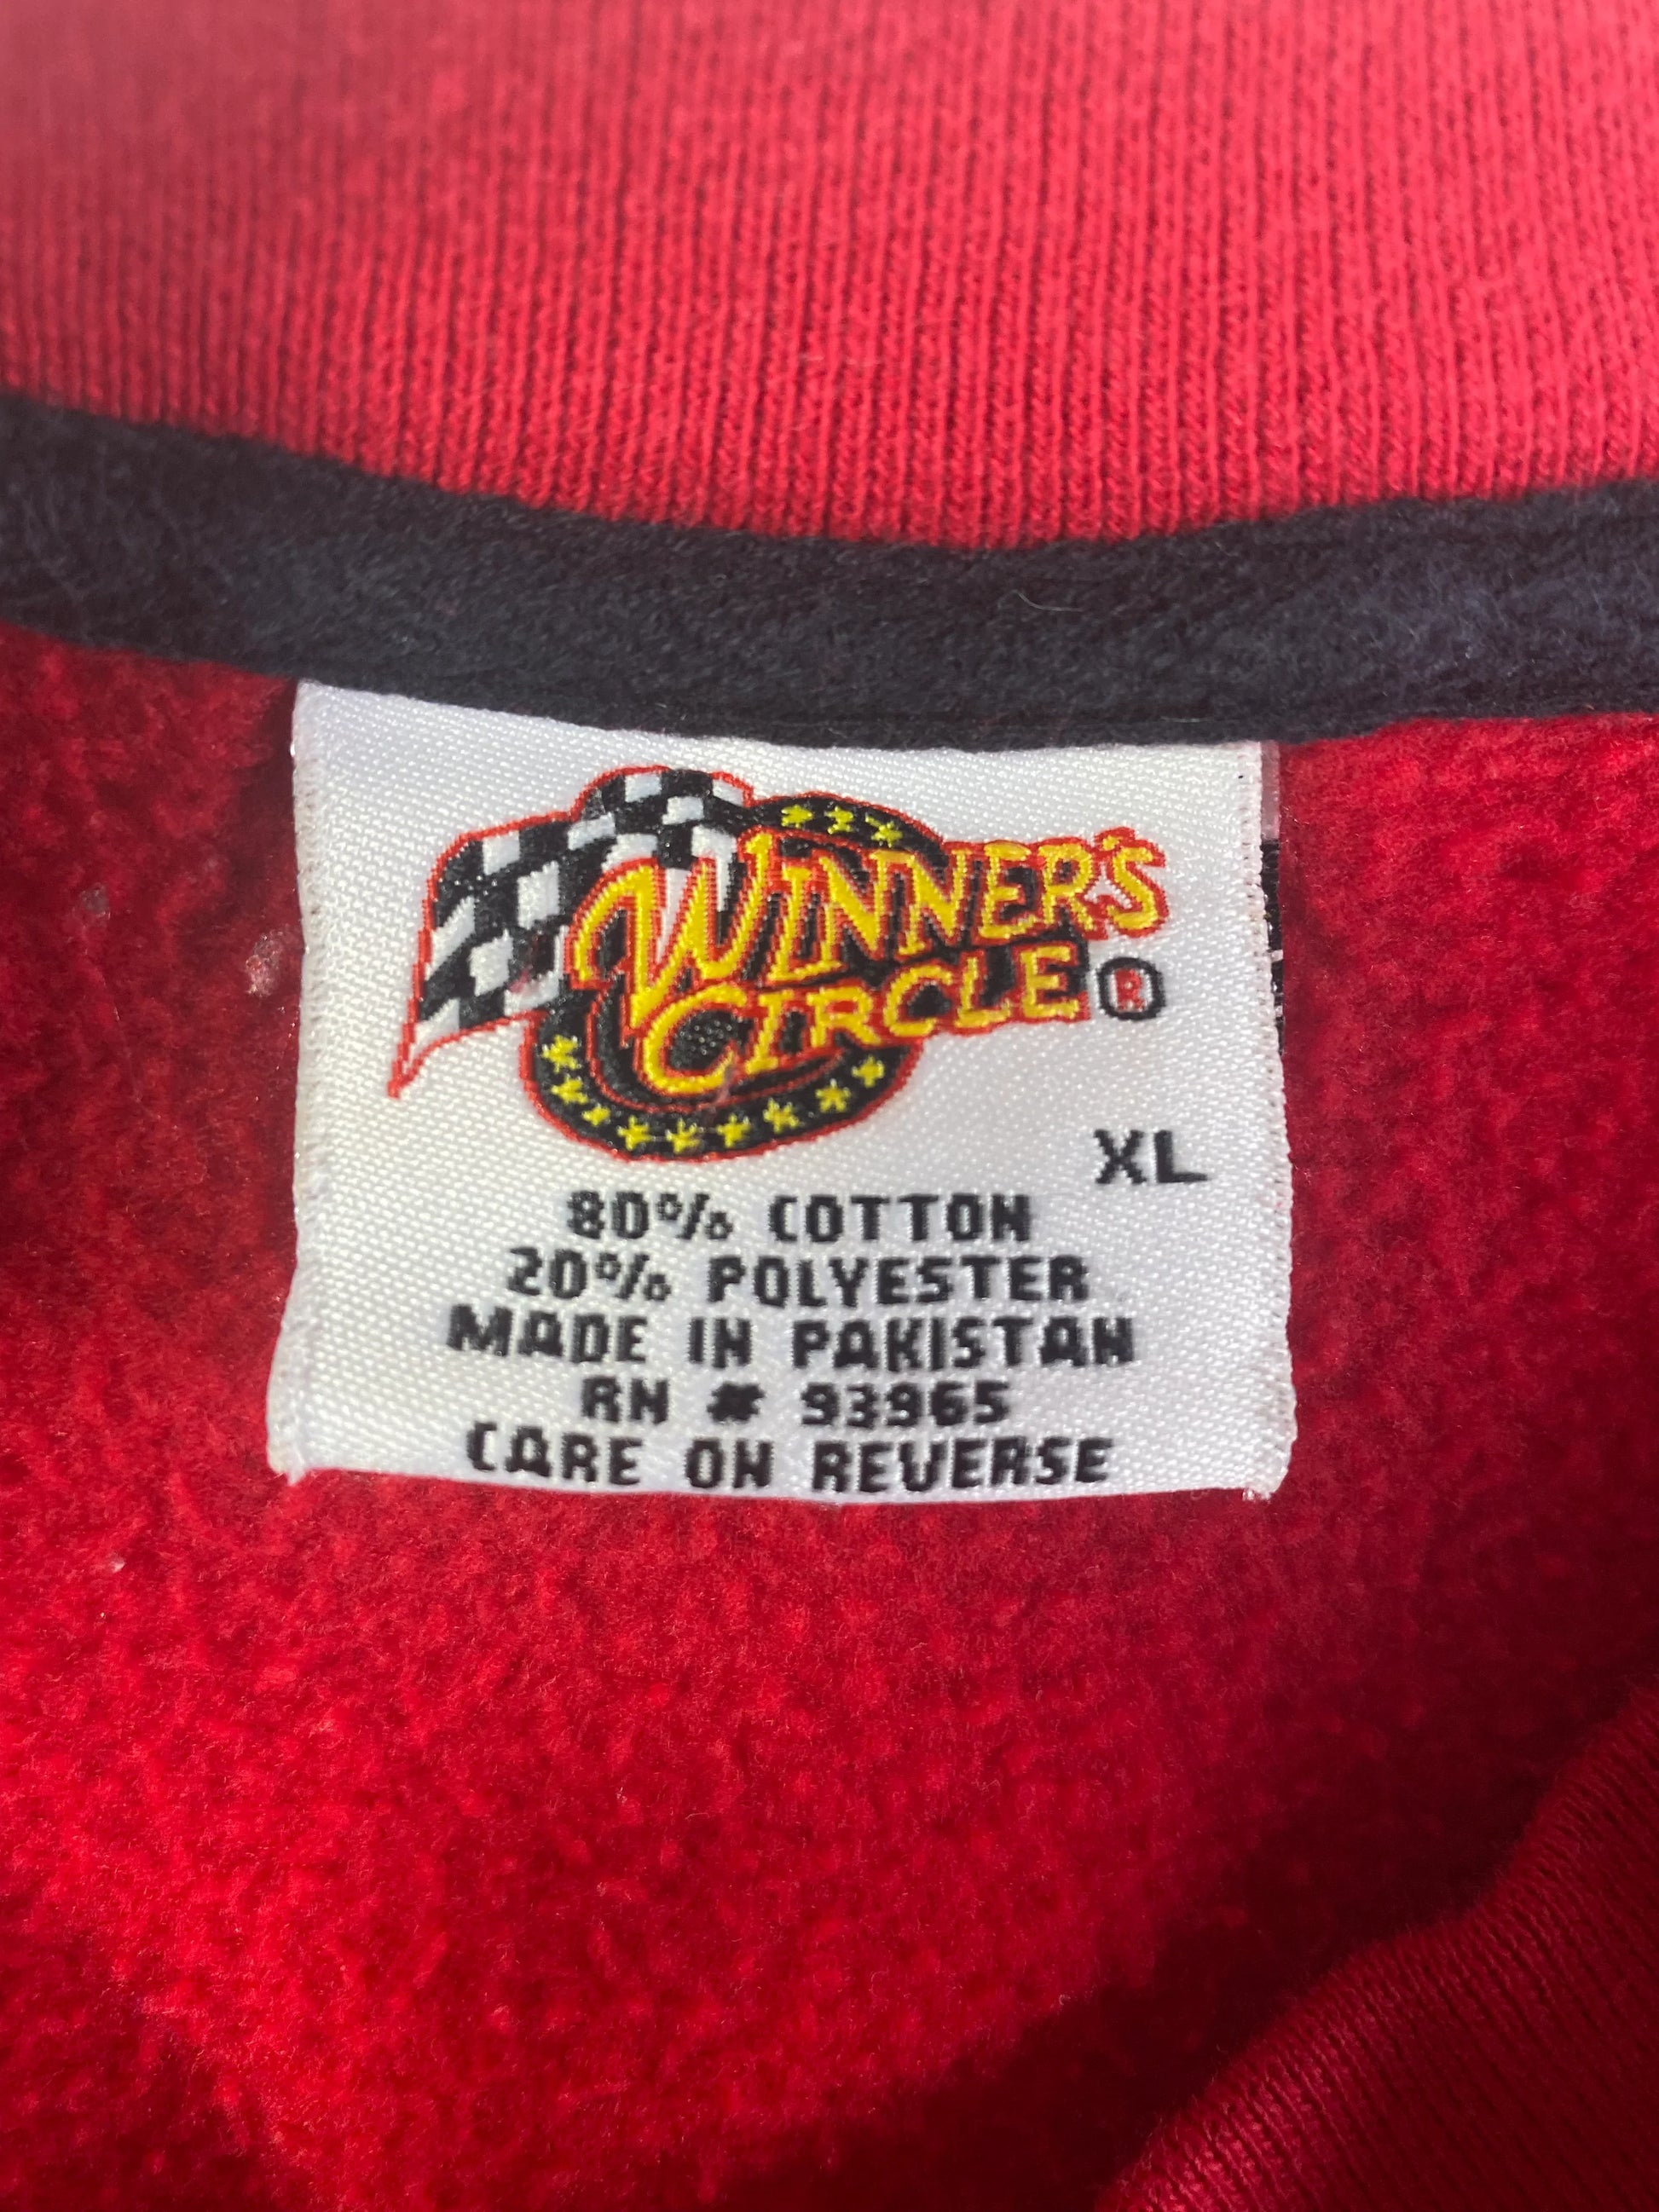 WINNER'S
CIRCLE®
XL
80% COTTON
20% POLYESTER
MADE IN PAKISTAN
RN # 93965
CARE ON REVERSE